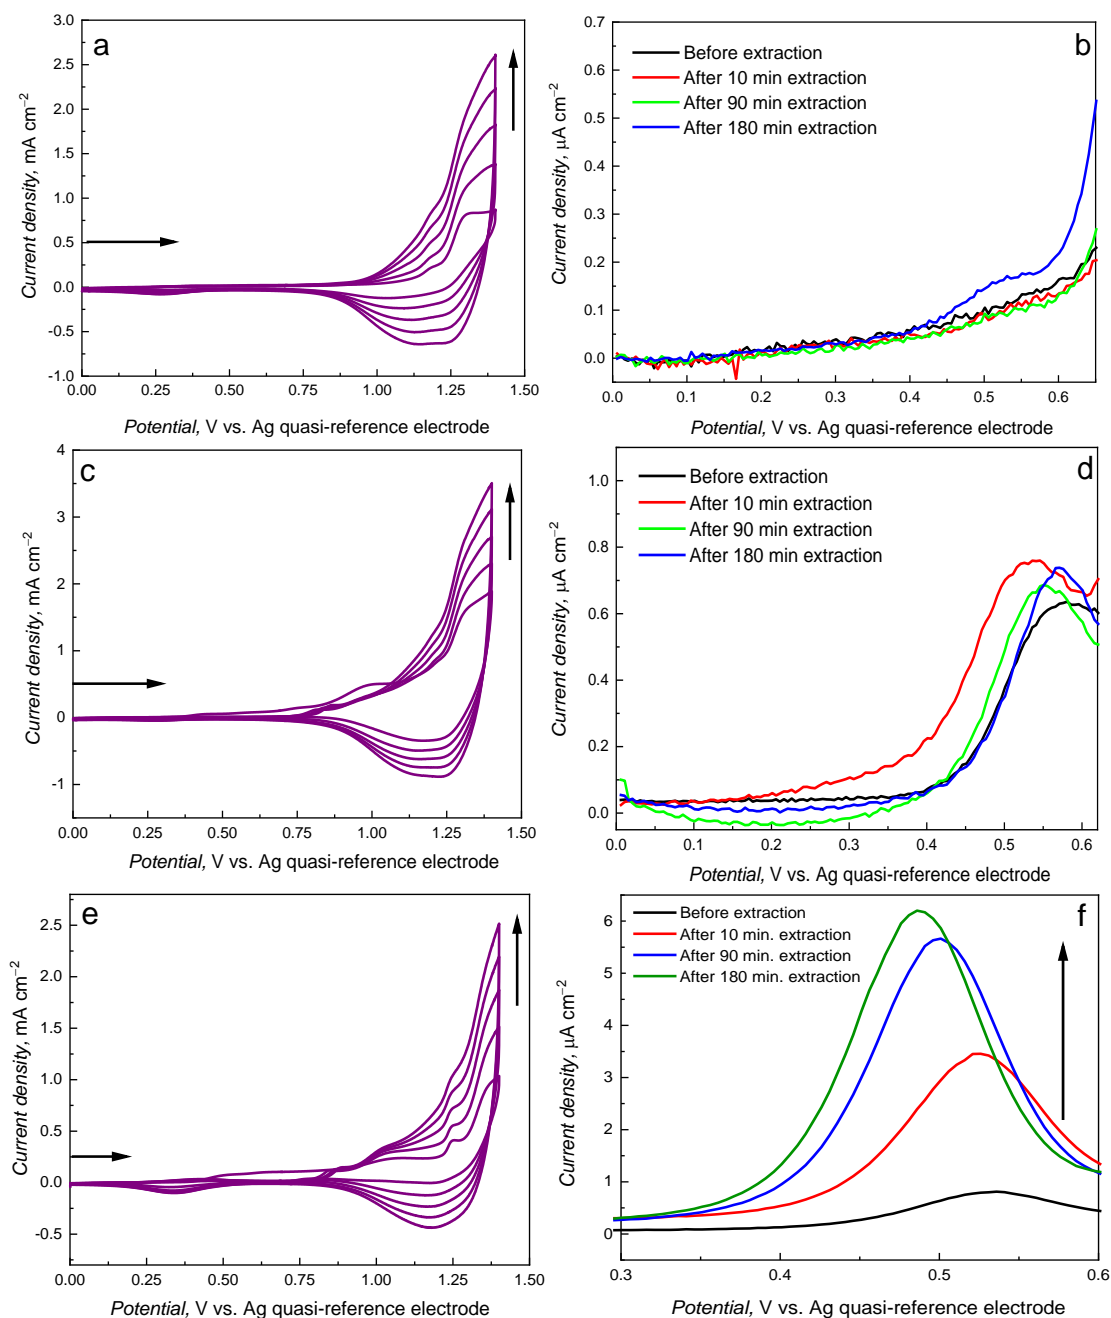 a
3.0
2.5
2.0
1.5
1.0
0.5
0.0
-0.5
-1.0
0.00 0.25 0.50 0.75 1.00 1.25 1.50
Current density, mA cm⁻²
Potential, V vs. Ag quasi-reference electrode
b
Before extraction
After 10 min extraction
After 90 min extraction
After 180 min extraction
0.7
0.6
0.5
0.4
0.3
0.2
0.1
0.0
0.0 0.1 0.2 0.3 0.4 0.5 0.6
Current density, µA cm⁻²
Potential, V vs. Ag quasi-reference electrode
c
4
3
2
1
0
-1
0.00 0.25 0.50 0.75 1.00 1.25 1.50
Current density, mA cm⁻²
Potential, V vs. Ag quasi-reference electrode
d
Before extraction
After 10 min extraction
After 90 min extraction
After 180 min extraction
1.0
0.8
0.6
0.4
0.2
0.0
0.0 0.1 0.2 0.3 0.4 0.5 0.6
Current density, µA cm⁻²
Potential, V vs. Ag quasi-reference electrode
e
2.5
2.0
1.5
1.0
0.5
0.0
-0.5
0.00 0.25 0.50 0.75 1.00 1.25 1.50
Current density, mA cm⁻²
Potential, V vs. Ag quasi-reference electrode
f
Before extraction
After 10 min. extraction
After 90 min. extraction
After 180 min. extraction
6
5
4
3
2
1
0
0.3 0.4 0.5 0.6
Current density, µA cm⁻²
Potential, V vs. Ag quasi-reference electrode